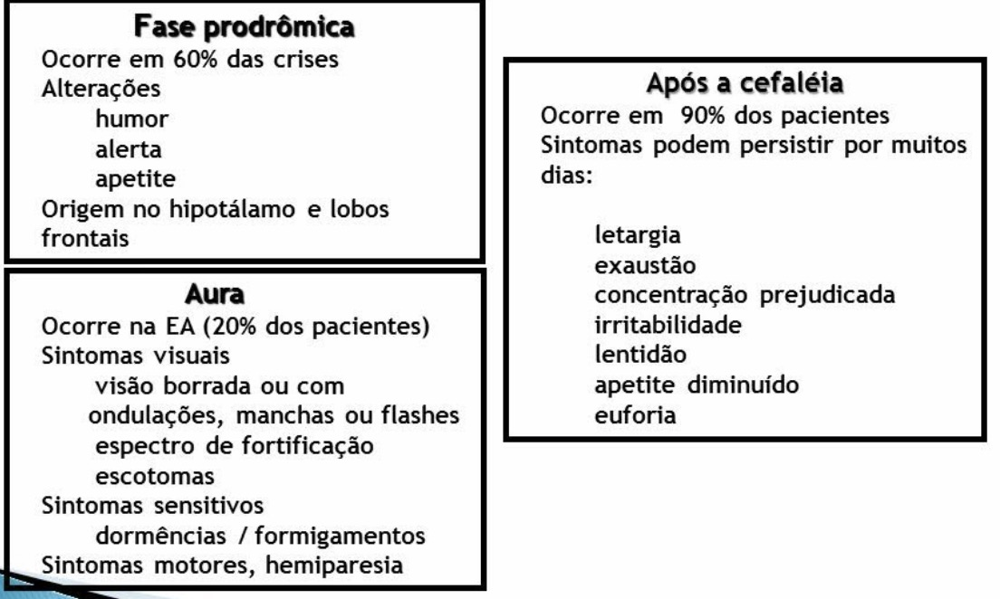 Fase prodrômica
Ocorre em 60% das crises
Alterações
humor
alerta
apetite
Origem no hipotálamo e lobos
frontais
Aura
Ocorre na EA (20% dos pacientes)
Sintomas visuais
visão borrada ou com
ondulações, manchas ou flashes
espectro de fortificação
escotomas
Sintomas sensitivos
dormências / formigamentos
Sintomas motores, hemiparesia
Após a cefaléia
Ocorre em 90% dos pacientes
Sintomas podem persistir por muitos
dias:
letargia
exaustão
concentração prejudicada
irritabilidade
lentidão
apetite diminuído
euforia